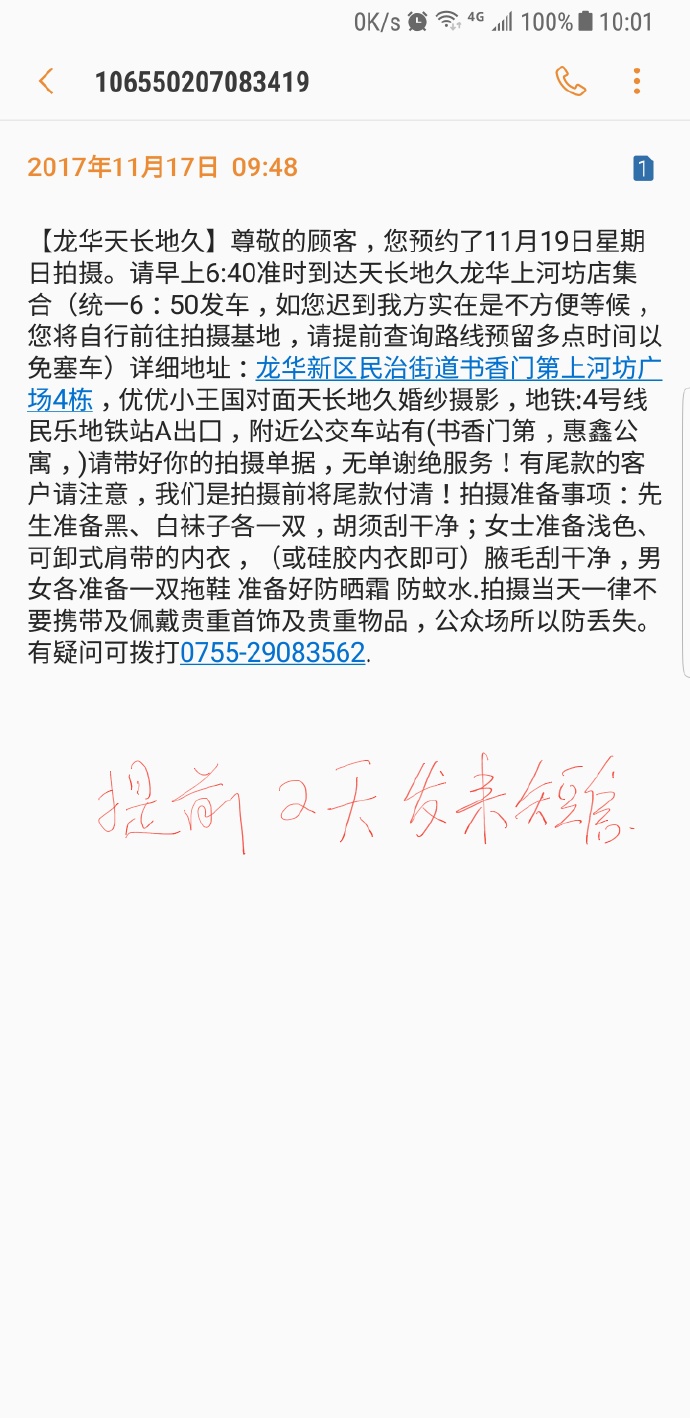 0K/s 4G 100% 10:01
106550207083419
2017年11月17日 09:48
1
【龙华天长地久】尊敬的顾客，您预约了11月19日星期
日拍摄。请早上6:40准时到达天长地久龙华上河坊店集
合（统一6：50发车，如您迟到我方实在是不方便等候，
您将自行前往拍摄基地，请提前查询路线预留多点时间以
免塞车）详细地址：龙华新区民治街道书香门第上河坊广
场4栋，优优小王国对面天长地久婚纱摄影，地铁:4号线
民乐地铁站A出口，附近公交车站有(书香门第，惠鑫公
寓，)请带好你的拍摄单据，无单谢绝服务！有尾款的客
户请注意，我们是拍摄前将尾款付清！拍摄准备事项：先
生准备黑、白袜子各一双，胡须刮干净；女士准备浅色、
可卸式肩带的内衣，（或硅胶内衣即可）腋毛刮干净，男
女各准备一双拖鞋 准备好防晒霜 防蚊水.拍摄当天一律不
要携带及佩戴贵重首饰及贵重物品，公众场所以防丢失。
有疑问可拨打0755-29083562.
提前2天发来短信.